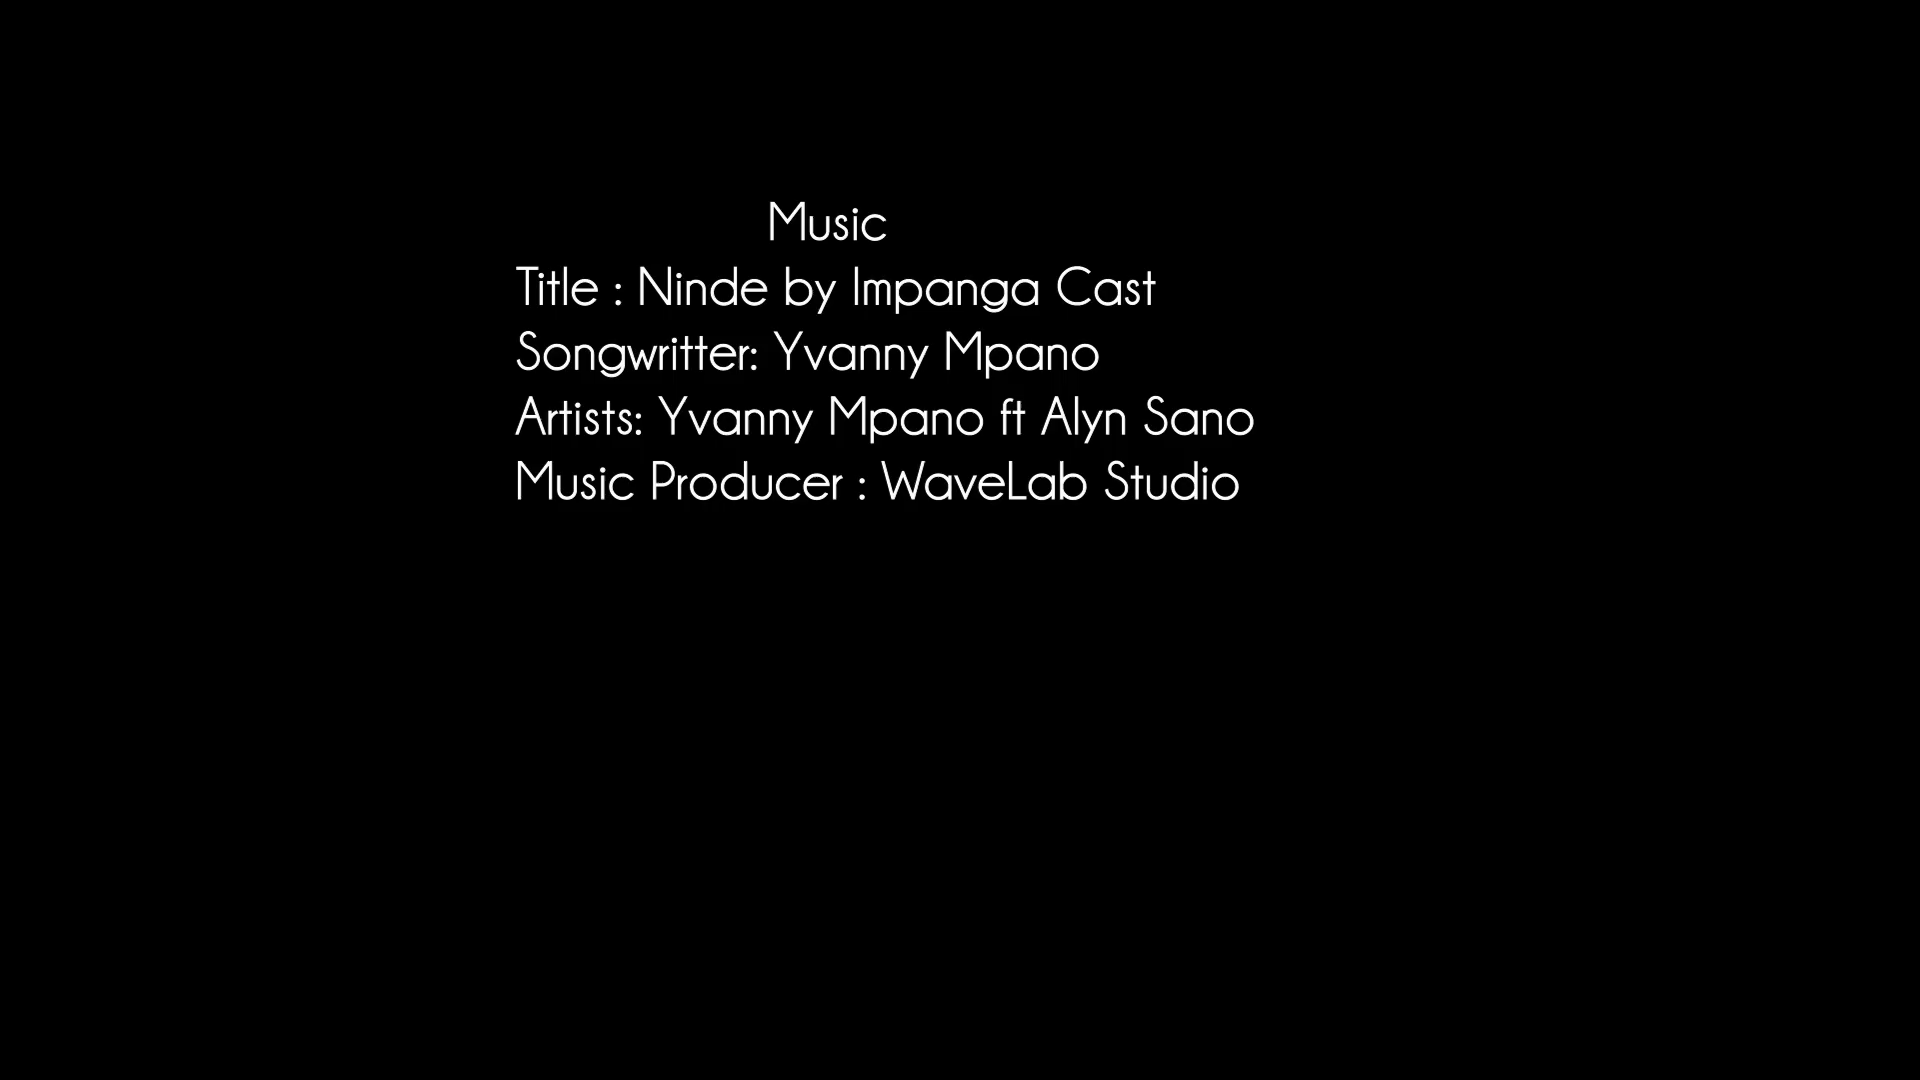 Music
Title : Ninde by Impanga Cast
Songwritter: Yvanny Mpano
Artists: Yvanny Mpano ft Alyn Sano
Music Producer : WaveLab Studio